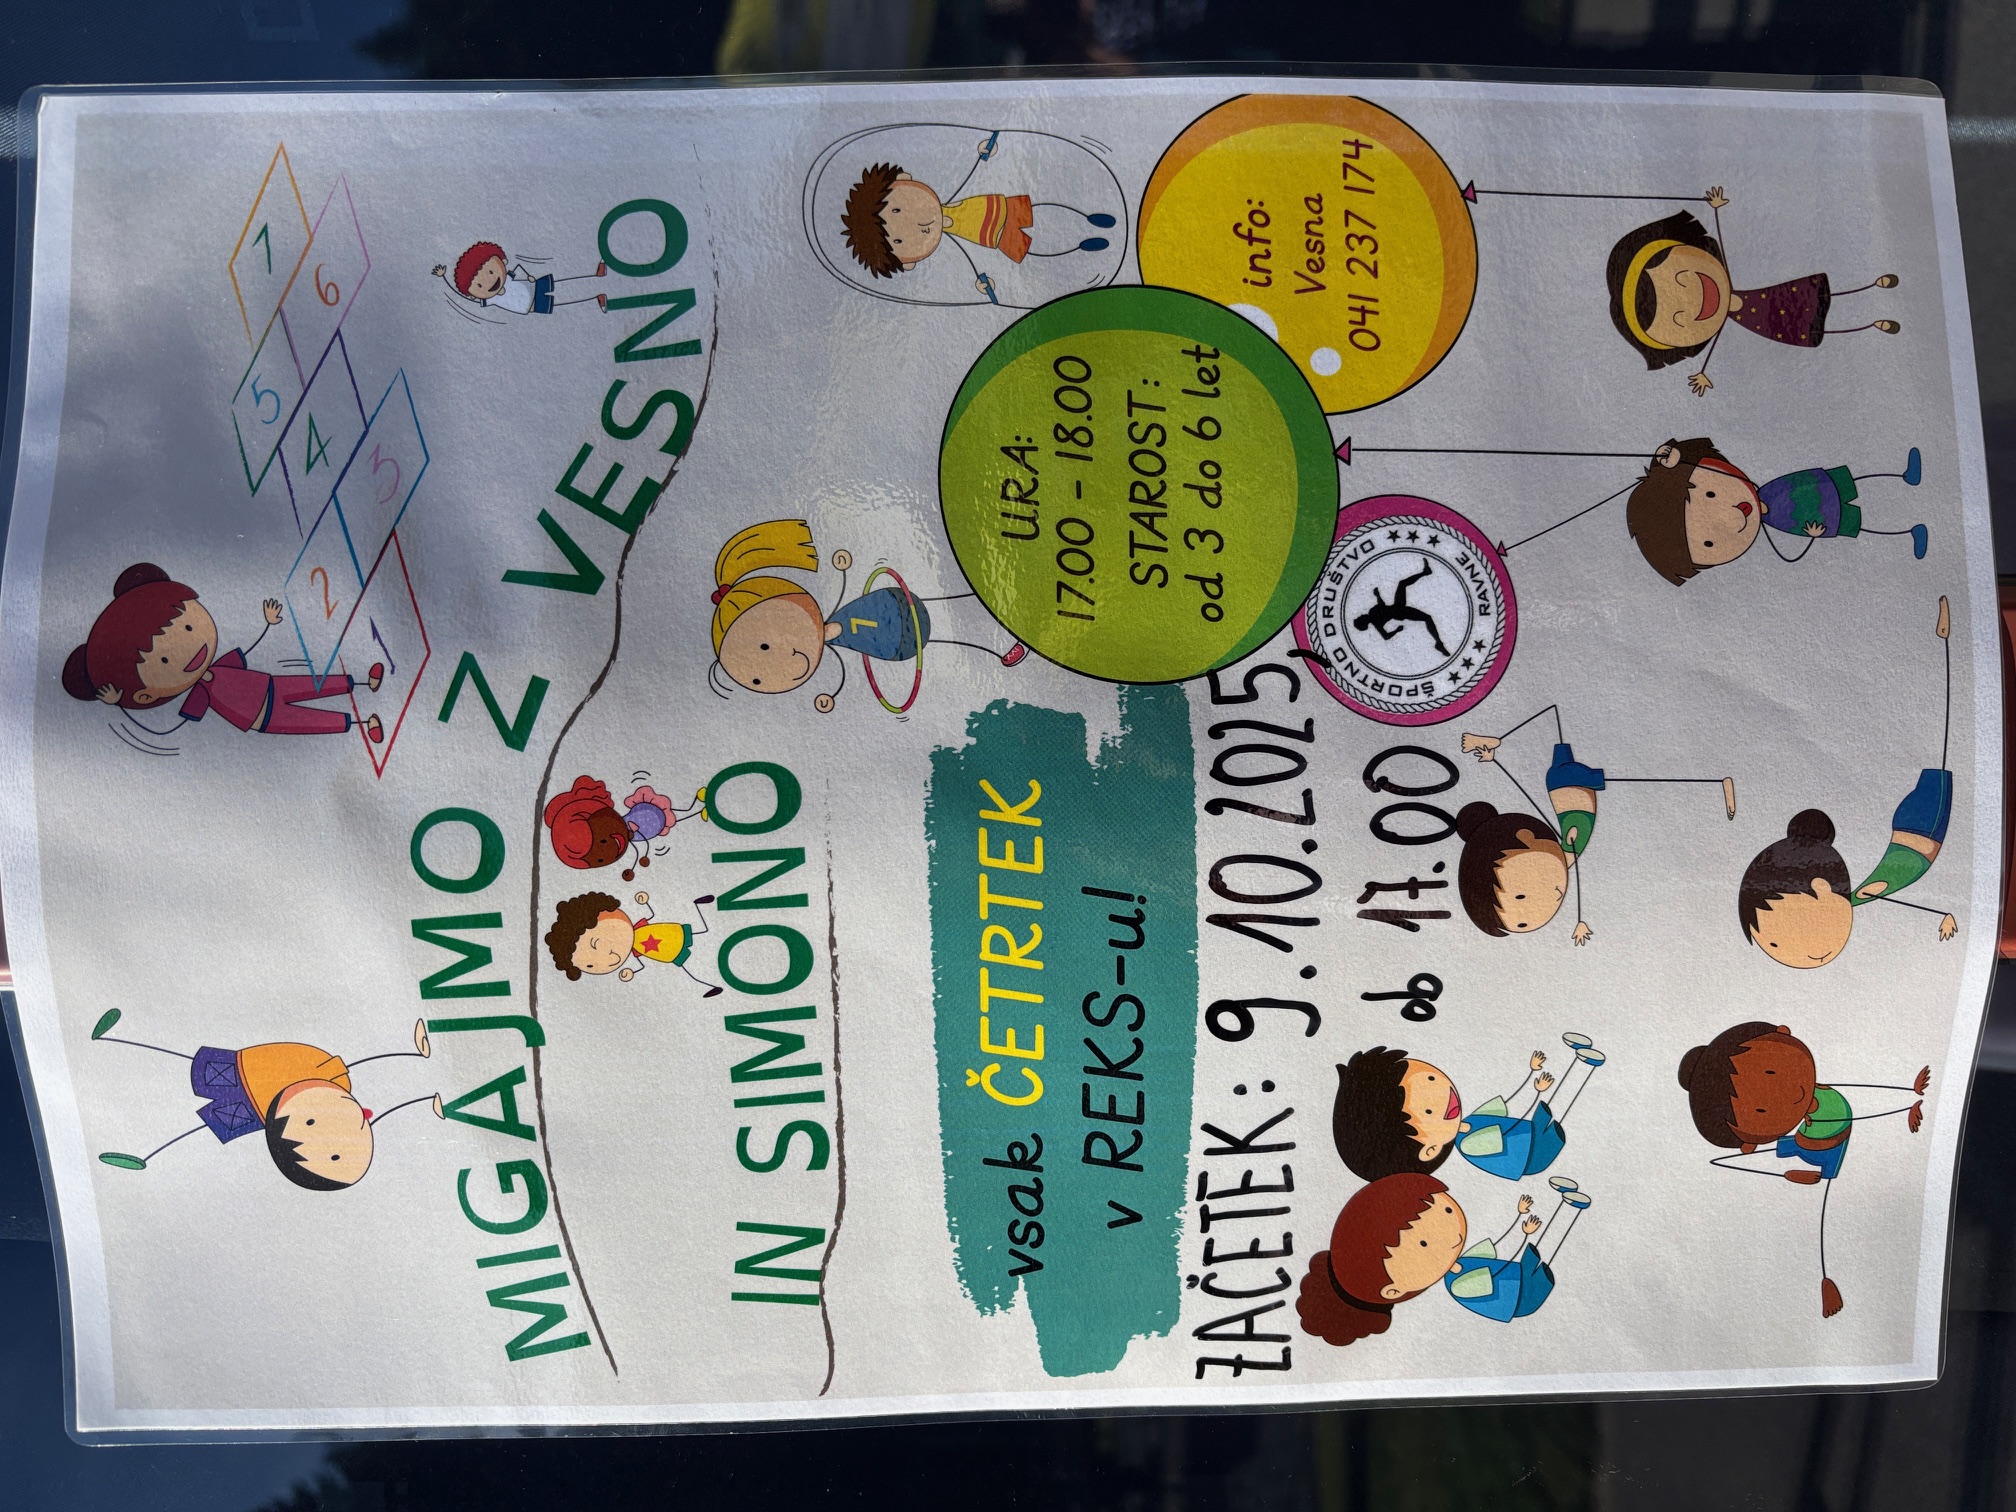 1
2
3
4
5
6
7
MIGAJMO Z VESNO
IN SIMONO
1
vsak ČETRTEK
v REKS-u!
URA:
17.00 - 18.00
STAROST:
od 3 do 6 let
info:
Vesna
041 237 174
ZAČETEK: 9.10.2025,
ob 17.00
ŠPORTNO DRUŠTVO
RAVNE